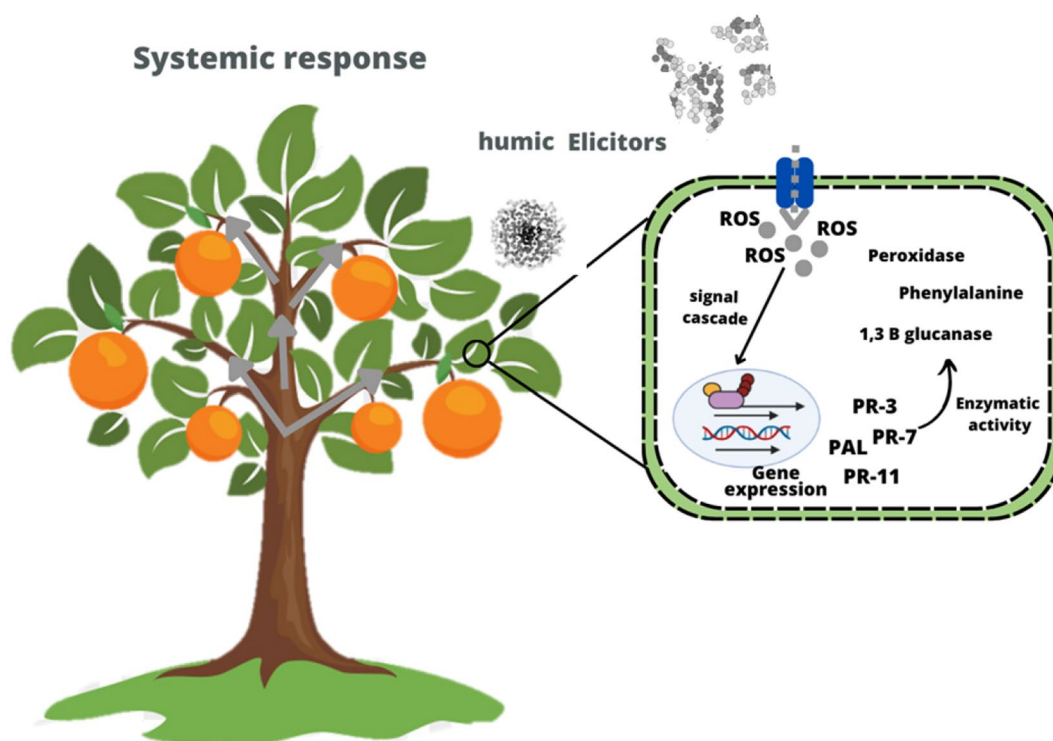 Systemic response
humic Elicitors
ROS
ROS
ROS
Peroxidase
Phenylalanine
1,3 B glucanase
signal
cascade
Enzymatic
activity
PR-3
PR-7
PAL
PR-11
Gene
expression